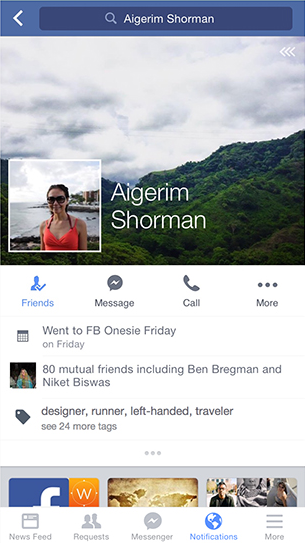 Aigerim Shorman
Aigerim
Shorman
Friends
Message
Call
More
Went to FB Onesie Friday
on Friday
80 mutual friends including Ben Bregman and
Niket Biswas
designer, runner, left-handed, traveler
see 24 more tags
News Feed
Requests
Messenger
Notifications
More